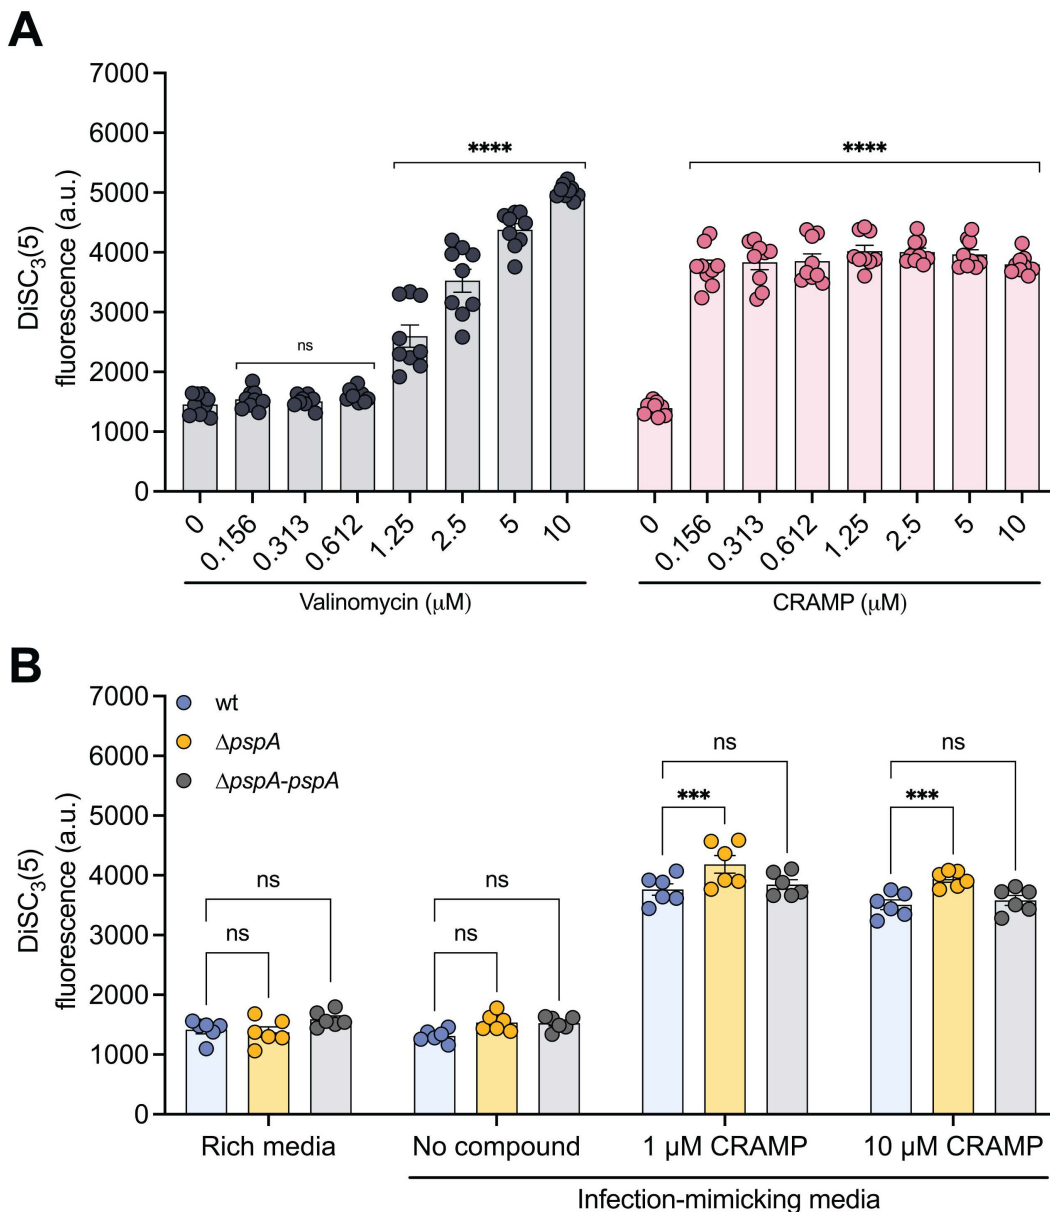 A
7000
6000
5000
4000
3000
2000
1000
0
DiSC3(5)
fluorescence (a.u.)
ns
****
****
0 0.156 0.313 0.612 1.25 2.5 5 10 0 0.156 0.313 0.612 1.25 2.5 5 10
Valinomycin (μM) CRAMP (μM)
B
7000
6000
5000
4000
3000
2000
1000
0
DiSC3(5)
fluorescence (a.u.)
wt
ΔpspA
ΔpspA-pspA
ns ns ns ns
ns ns *** ***
Rich media No compound 1 μM CRAMP 10 μM CRAMP
Infection-mimicking media